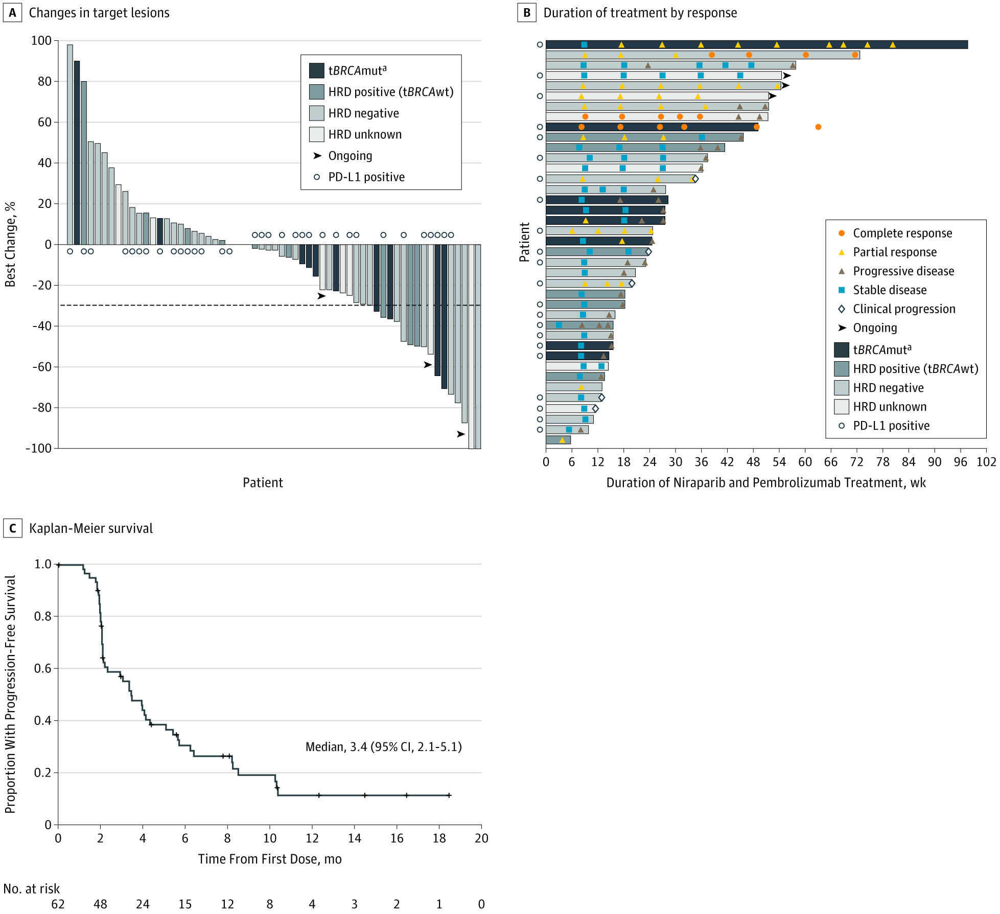 A Changes in target lesions
Best Change, %
100
80
60
40
20
0
-20
-40
-60
-80
-100
tBRCAmutª
HRD positive (tBRCAwt)
HRD negative
HRD unknown
Ongoing
PD-L1 positive
Patient
B Duration of treatment by response
Patient
Complete response
Partial response
Progressive disease
Stable disease
Clinical progression
Ongoing
tBRCAmutª
HRD positive (tBRCAwt)
HRD negative
HRD unknown
PD-L1 positive
0 6 12 18 24 30 36 42 48 54 60 66 72 78 84 90 96 102
Duration of Niraparib and Pembrolizumab Treatment, wk
C Kaplan-Meier survival
Proportion With Progression-Free Survival
1.0
0.8
0.6
0.4
0.2
0
Median, 3.4 (95% CI, 2.1-5.1)
0 2 4 6 8 10 12 14 16 18 20
Time From First Dose, mo
No. at risk
62 48 24 15 12 8 4 3 2 1 0